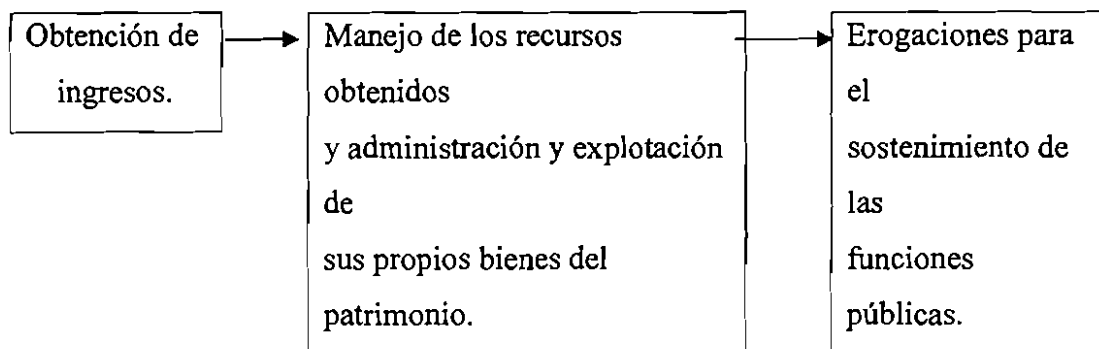 Obtención de
ingresos.
Manejo de los recursos
obtenidos
y administración y explotación
de
sus propios bienes del
patrimonio.
Erogaciones para
el
sostenimiento de
las
funciones
públicas.